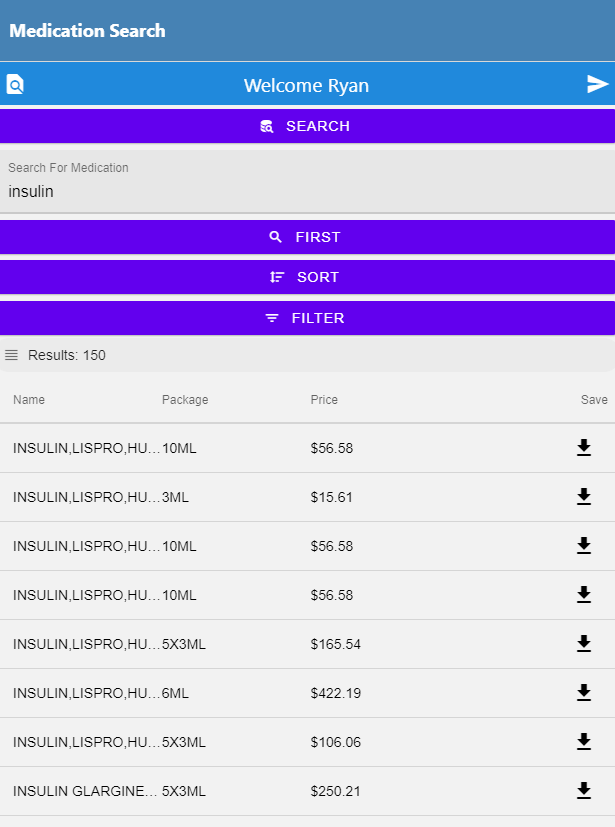 Medication Search
Welcome Ryan
SEARCH
Search For Medication
insulin
FIRST
SORT
FILTER
Results: 150
Name Package Price Save
INSULIN,LISPRO,HU... 10ML $56.58
INSULIN,LISPRO,HU... 3ML $15.61
INSULIN,LISPRO,HU... 10ML $56.58
INSULIN,LISPRO,HU... 10ML $56.58
INSULIN,LISPRO,HU... 5X3ML $165.54
INSULIN,LISPRO,HU... 6ML $422.19
INSULIN,LISPRO,HU... 5X3ML $106.06
INSULIN GLARGINE... 5X3ML $250.21